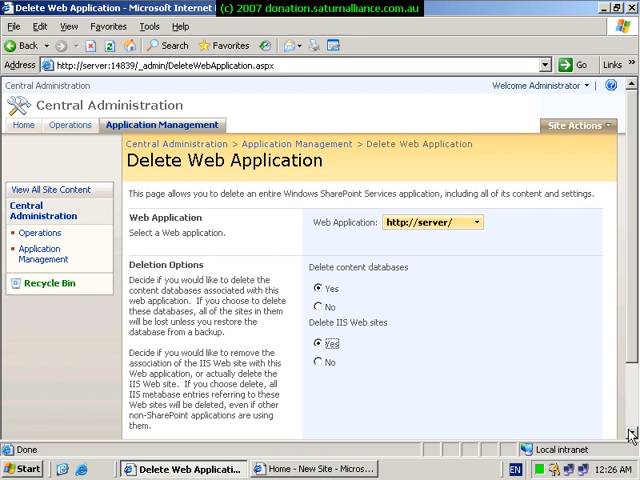 Delete Web Application - Microsoft Internet
(c) 2007 donation.saturnalliance.com.au
File Edit View Favorites Tools Help
Back Search Favorites
Address http://server:14839/_admin/DeleteWebApplication.aspx Go Links »
Central Administration Welcome Administrator
Central Administration
Home Operations Application Management Site Actions
Central Administration > Application Management > Delete Web Application
Delete Web Application
View All Site Content
Central
Administration
Operations
Application
Management
Recycle Bin
This page allows you to delete an entire Windows SharePoint Services application, including all of its content and settings.
Web Application
Select a Web application.
Web Application: http://server/
Deletion Options
Decide if you would like to delete the
content databases associated with this
web application. If you choose to delete
these databases, all of the sites in them
will be lost unless you restore the
database from a backup.
Decide if you would like to remove the
association of the IIS Web site with this
Web application, or actually delete the
IIS Web site. If you choose delete, all
IIS metabase entries referring to these
Web sites will be deleted, even if other
non-SharePoint applications are using
them.
Delete content databases
Yes
No
Delete IIS Web sites
Yes
No
Done Local intranet
Start Delete Web Applicati... Home - New Site - Micros... EN 12:26 AM